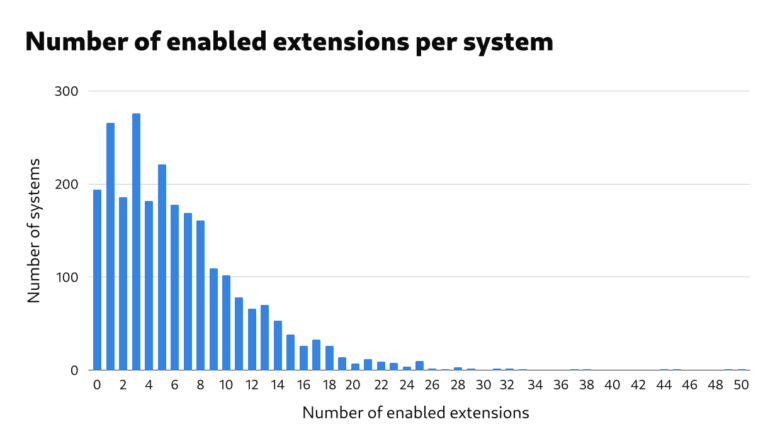 Number of enabled extensions per system
300
200
100
0
Number of systems
0 2 4 6 8 10 12 14 16 18 20 22 24 26 28 30 32 34 36 38 40 42 44 46 48 50
Number of enabled extensions